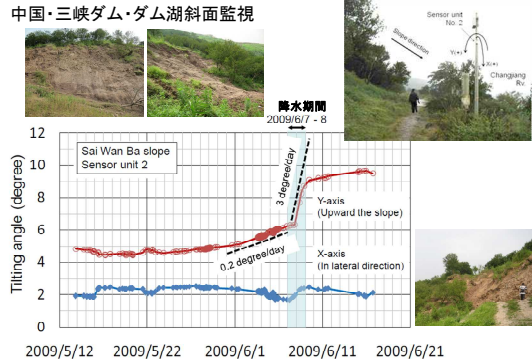 中国・三峡ダム・ダム湖斜面監視
Sensor unit
No. 2
Slope direction
Y(+)
X(+)
Changjiang
Rv.
降水期間
2009/6/7 - 8
Sai Wan Ba slope
Sensor unit 2
3 degree/day
0.2 degree/day
Y-axis
(Upward the slope)
X-axis
(In lateral direction)
Tilting angle (degree)
12
10
8
6
4
2
0
2009/5/12
2009/5/22
2009/6/1
2009/6/11
2009/6/21